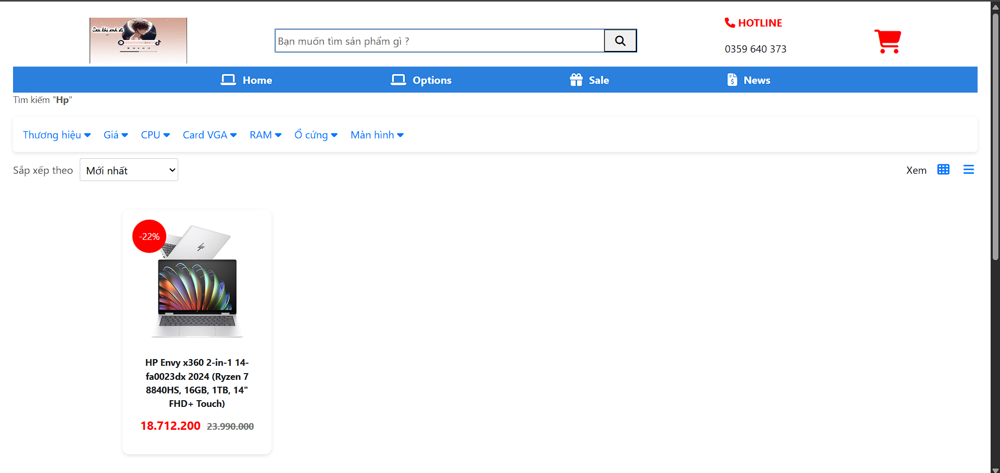 Sau khi anh đi
HOTLINE
Bạn muốn tìm sản phẩm gì ?
0359 640 373
Home
Options
Sale
News
Tìm kiếm "Hp"
Thương hiệu
Giá
CPU
Card VGA
RAM
Ổ cứng
Màn hình
Sắp xếp theo
Mới nhất
Xem
-22%
HP Envy x360 2-in-1 14-
fa0023dx 2024 (Ryzen 7
8840HS, 16GB, 1TB, 14"
FHD+ Touch)
18.712.200 23.990.000